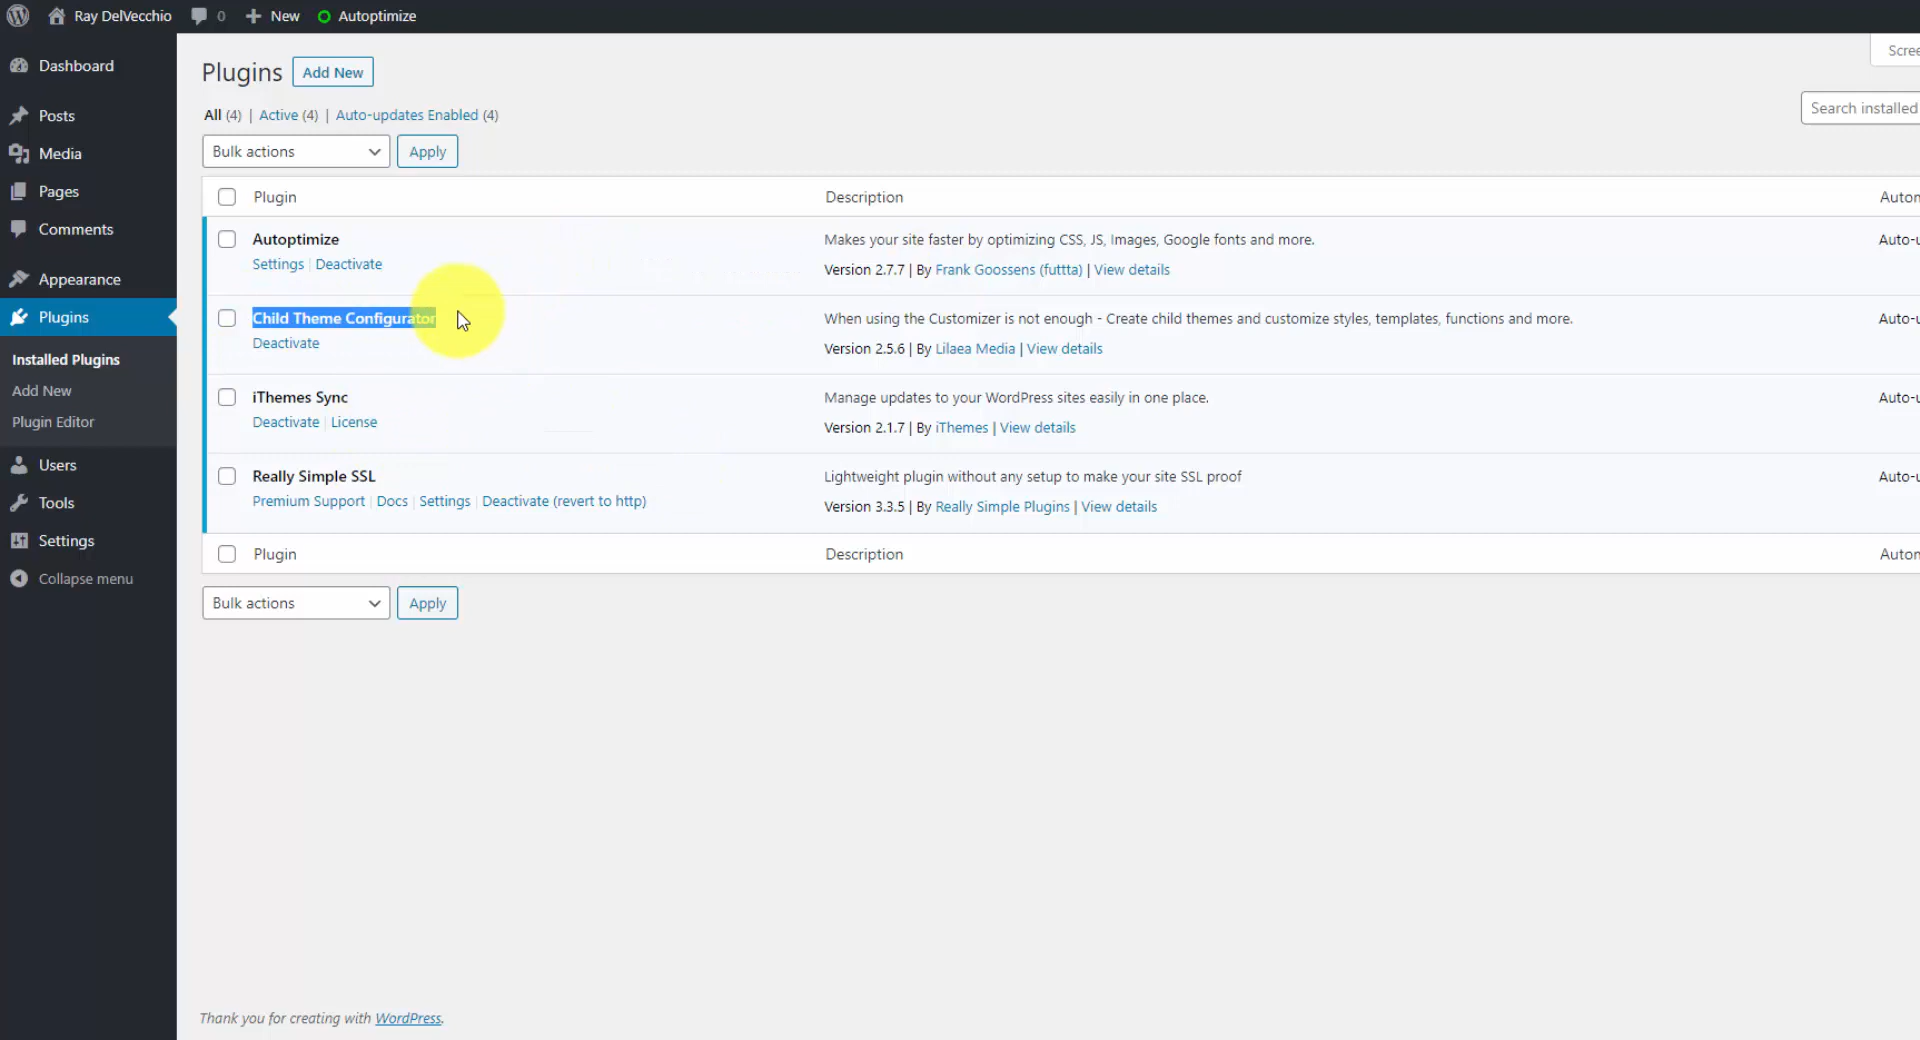 Ray DelVecchio 0 New Autoptimize
Dashboard
Posts
Media
Pages
Comments
Appearance
Plugins
Installed Plugins
Add New
Plugin Editor
Users
Tools
Settings
Collapse menu
Scree
Plugins Add New
All (4) | Active (4) | Auto-updates Enabled (4)
Search installed
Bulk actions Apply
Plugin Description Autom
Autoptimize
Settings | Deactivate
Makes your site faster by optimizing CSS, JS, Images, Google fonts and more.
Version 2.7.7 | By Frank Goossens (futtta) | View details
Auto-u
Child Theme Configurator
Deactivate
When using the Customizer is not enough - Create child themes and customize styles, templates, functions and more.
Version 2.5.6 | By Lilaea Media | View details
Auto-u
iThemes Sync
Deactivate | License
Manage updates to your WordPress sites easily in one place.
Version 2.1.7 | By iThemes | View details
Auto-u
Really Simple SSL
Premium Support | Docs | Settings | Deactivate (revert to http)
Lightweight plugin without any setup to make your site SSL proof
Version 3.3.5 | By Really Simple Plugins | View details
Auto-u
Plugin Description Autom
Bulk actions Apply
Thank you for creating with WordPress.